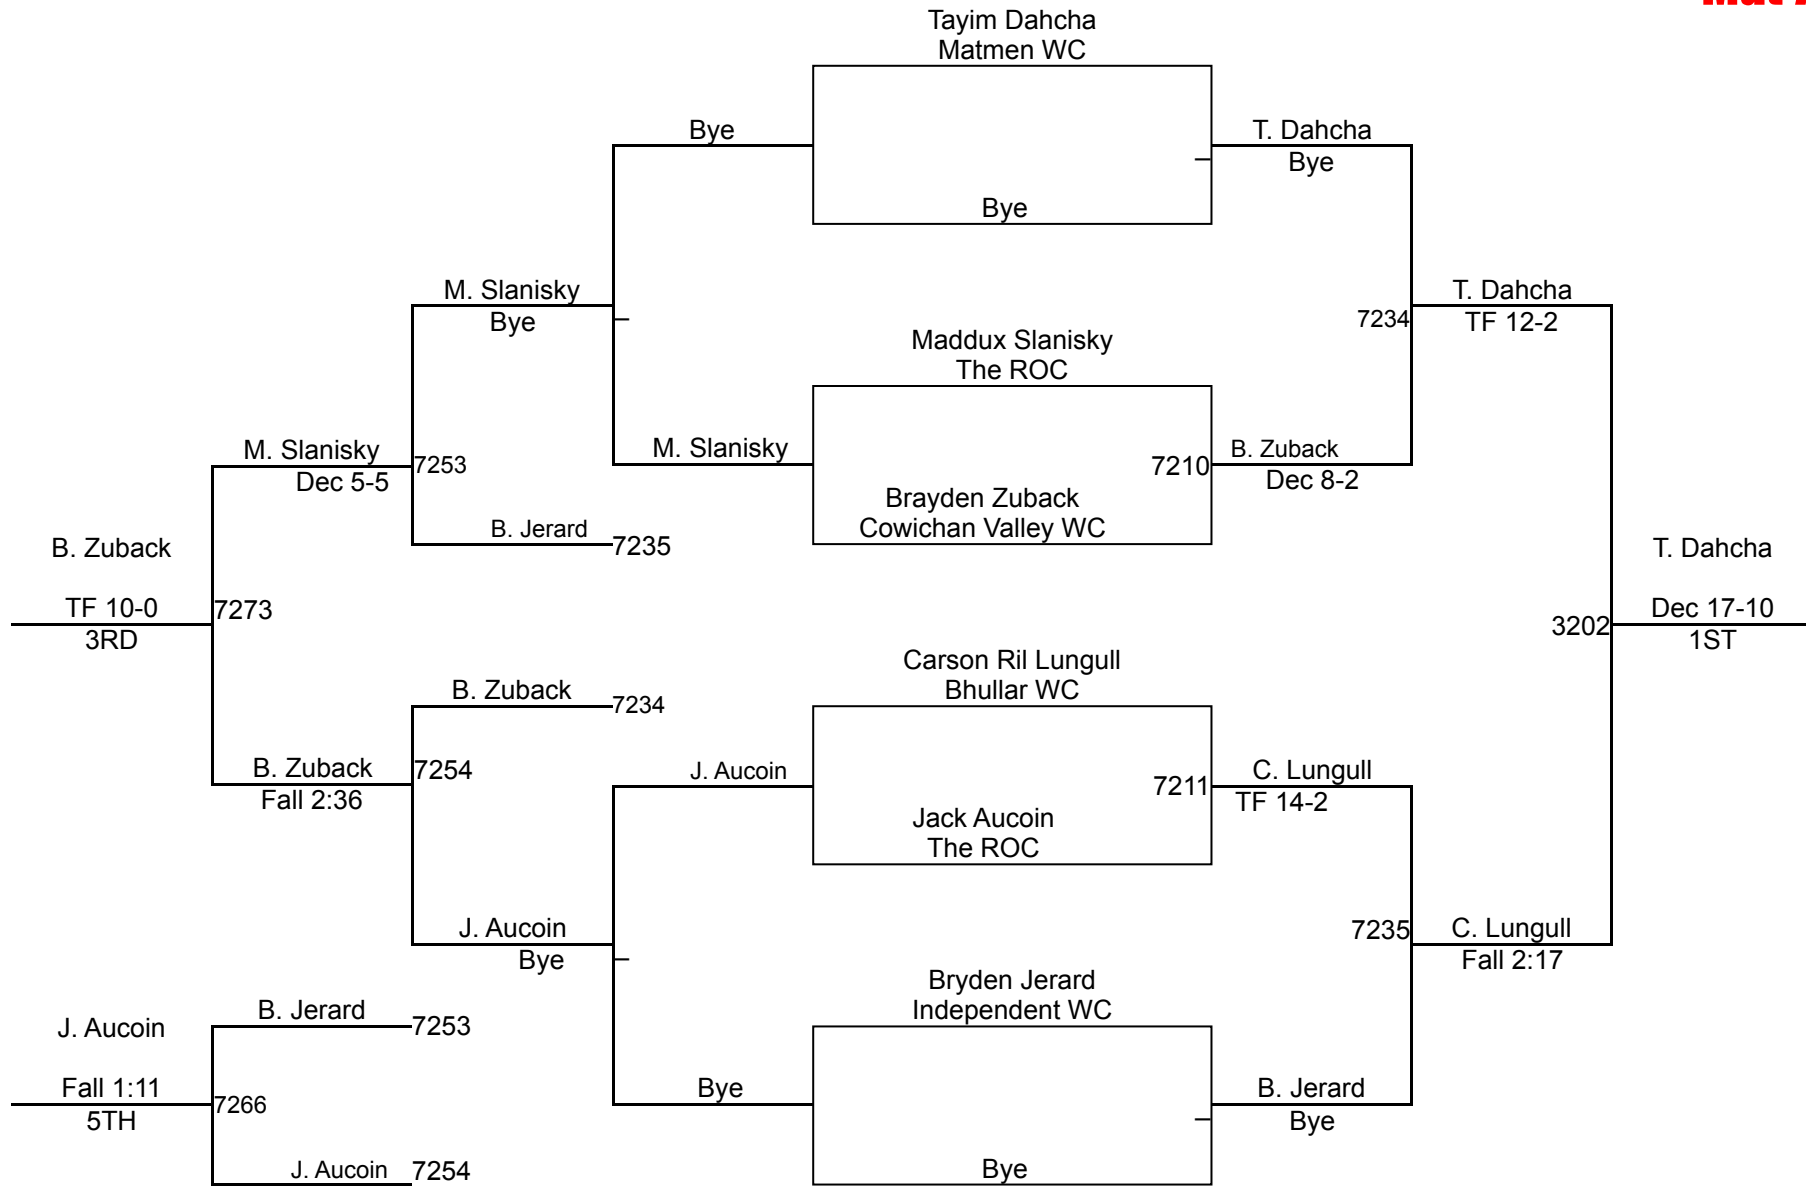 Mat
Tayim Dahcha
Matmen WC
Bye
T. Dahcha
Bye
Bye
M. Slanisky
Bye
T. Dahcha
7234
TF 12-2
Maddux Slanisky
The ROC
M. Slanisky
7253
Dec 5-5
M. Slanisky
7210
B. Zuback
Dec 8-2
Brayden Zuback
Cowichan Valley WC
B. Jerard
7235
B. Zuback
T. Dahcha
TF 10-0
7273
3RD
Dec 17-10
3202
1ST
Carson Ril Lungull
Bhullar WC
B. Zuback
7234
B. Zuback
7254
Fall 2:36
J. Aucoin
7211
C. Lungull
TF 14-2
Jack Aucoin
The ROC
J. Aucoin
Bye
7235
C. Lungull
Fall 2:17
Bryden Jerard
Independent WC
B. Jerard
7253
J. Aucoin
Fall 1:11
7266
5TH
Bye
B. Jerard
Bye
J. Aucoin
7254
Bye